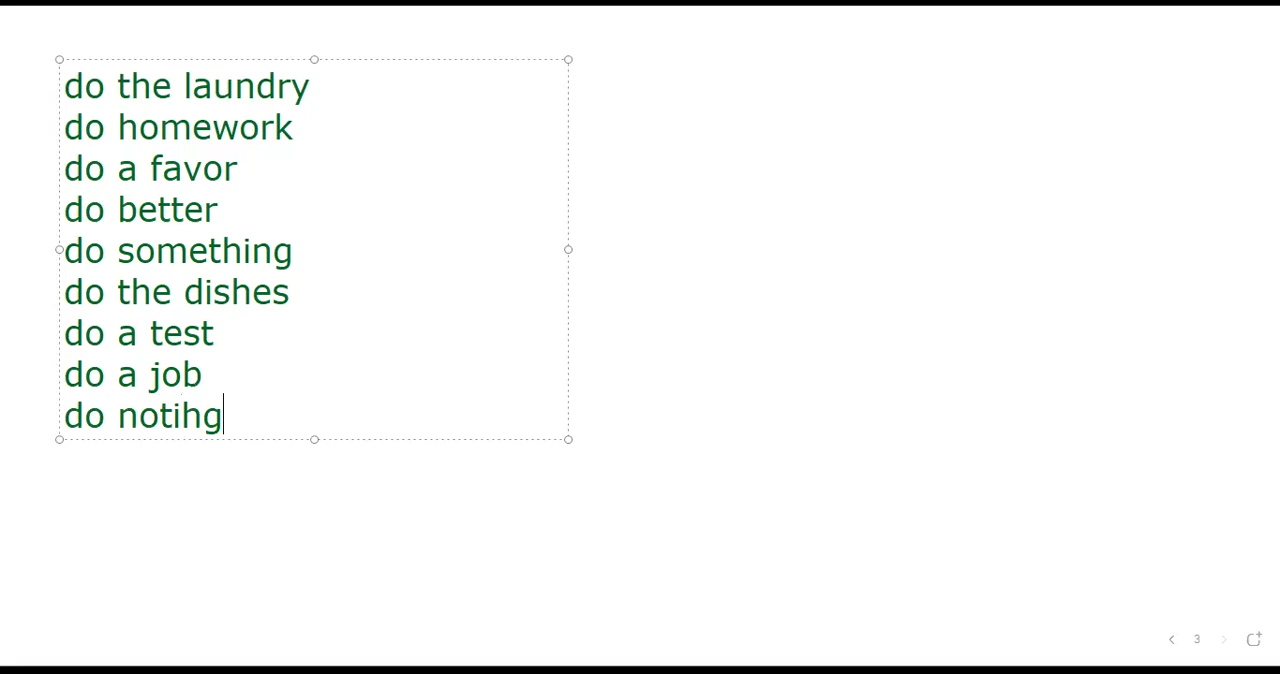 do the laundry
do homework
do a favor
do better
do something
do the dishes
do a test
do a job
do notihg
3